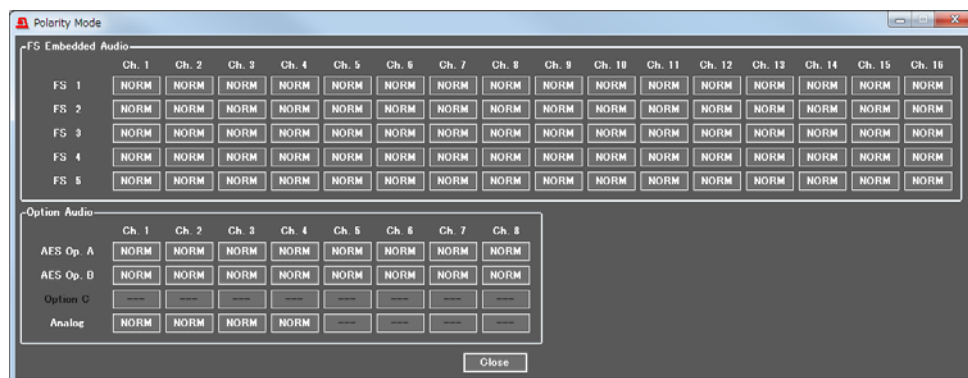 Polarity Mode
FS Embedded Audio
Ch. 1 Ch. 2 Ch. 3 Ch. 4 Ch. 5 Ch. 6 Ch. 7 Ch. 8 Ch. 9 Ch. 10 Ch. 11 Ch. 12 Ch. 13 Ch. 14 Ch. 15 Ch. 16
FS 1 NORM NORM NORM NORM NORM NORM NORM NORM NORM NORM NORM NORM NORM NORM NORM NORM
FS 2 NORM NORM NORM NORM NORM NORM NORM NORM NORM NORM NORM NORM NORM NORM NORM NORM
FS 3 NORM NORM NORM NORM NORM NORM NORM NORM NORM NORM NORM NORM NORM NORM NORM NORM
FS 4 NORM NORM NORM NORM NORM NORM NORM NORM NORM NORM NORM NORM NORM NORM NORM NORM
FS 5 NORM NORM NORM NORM NORM NORM NORM NORM NORM NORM NORM NORM NORM NORM NORM NORM
Option Audio
Ch. 1 Ch. 2 Ch. 3 Ch. 4 Ch. 5 Ch. 6 Ch. 7 Ch. 8
AES Op. A NORM NORM NORM NORM NORM NORM NORM NORM
AES Op. B NORM NORM NORM NORM NORM NORM NORM NORM
Option C --- --- --- --- --- --- --- ---
Analog NORM NORM NORM NORM --- --- --- ---
Close